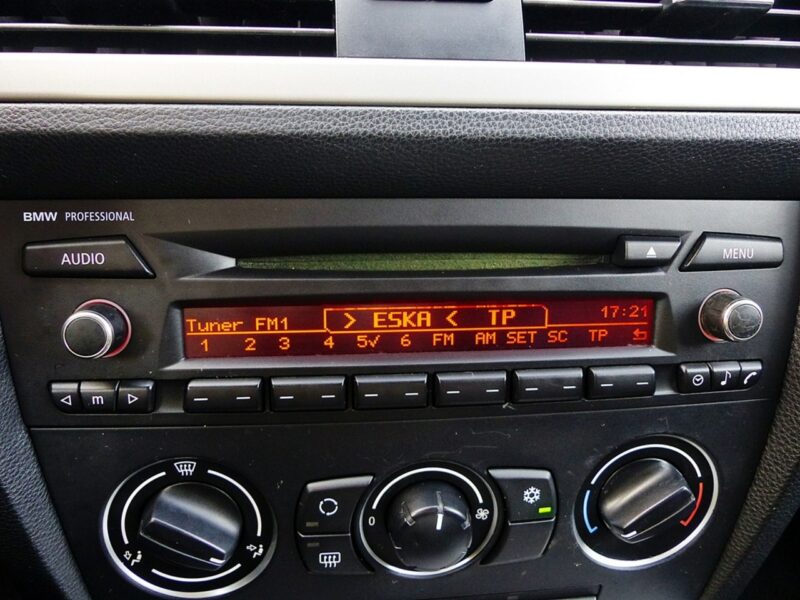 BMW PROFESSIONAL
AUDIO
MENU
Tuner FM1 > ESKA < TP 17:21
1 2 3 4 5√ 6 FM AM SET SC TP
m
0